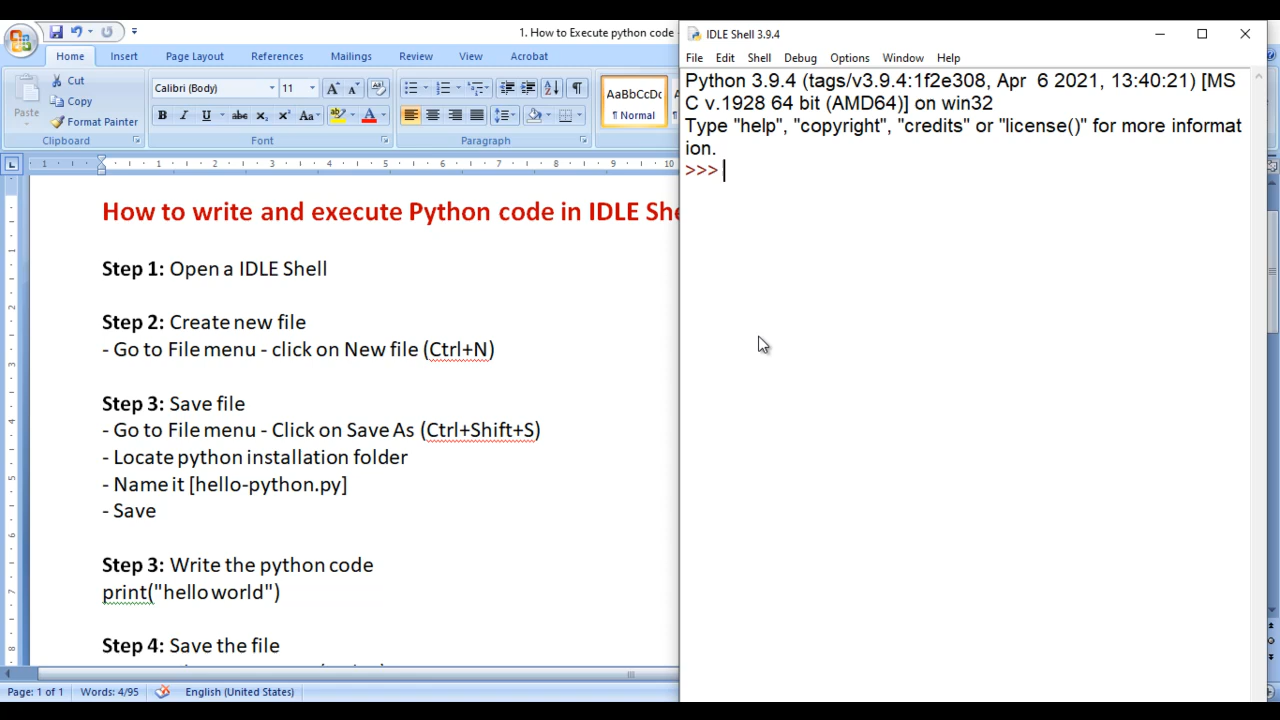 1. How to Execute python code -
Home Insert Page Layout References Mailings Review View Acrobat
Paste
Cut
Copy
Format Painter
Clipboard
Calibri (Body) 11
Font
Paragraph
AaBbCcDc
¶ Normal
How to write and execute Python code in IDLE She
Step 1: Open a IDLE Shell
Step 2: Create new file
- Go to File menu - click on New file (Ctrl+N)
Step 3: Save file
- Go to File menu - Click on Save As (Ctrl+Shift+S)
- Locate python installation folder
- Name it [hello-python.py]
- Save
Step 3: Write the python code
print("hello world")
Step 4: Save the file
Page: 1 of 1 Words: 4/95 English (United States)
IDLE Shell 3.9.4
File Edit Shell Debug Options Window Help
Python 3.9.4 (tags/v3.9.4:1f2e308, Apr 6 2021, 13:40:21) [MS
C v.1928 64 bit (AMD64)] on win32
Type "help", "copyright", "credits" or "license()" for more informat
ion.
>>>